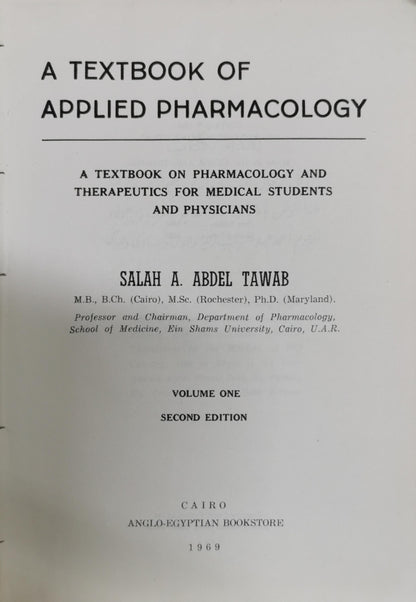 A TEXTBOOK OF
APPLIED PHARMACOLOGY
A TEXTBOOK ON PHARMACOLOGY AND
THERAPEUTICS FOR MEDICAL STUDENTS
AND PHYSICIANS
SALAH A. ABDEL TAWAB
M.B., B.Ch. (Cairo), M.Sc. (Rochester), Ph.D. (Maryland).
Professor and Chairman, Department of Pharmacology,
School of Medicine, Ein Shams University, Cairo, U.A.R.
VOLUME ONE
SECOND EDITION
CAIRO
ANGLO-EGYPTIAN BOOKSTORE
1969